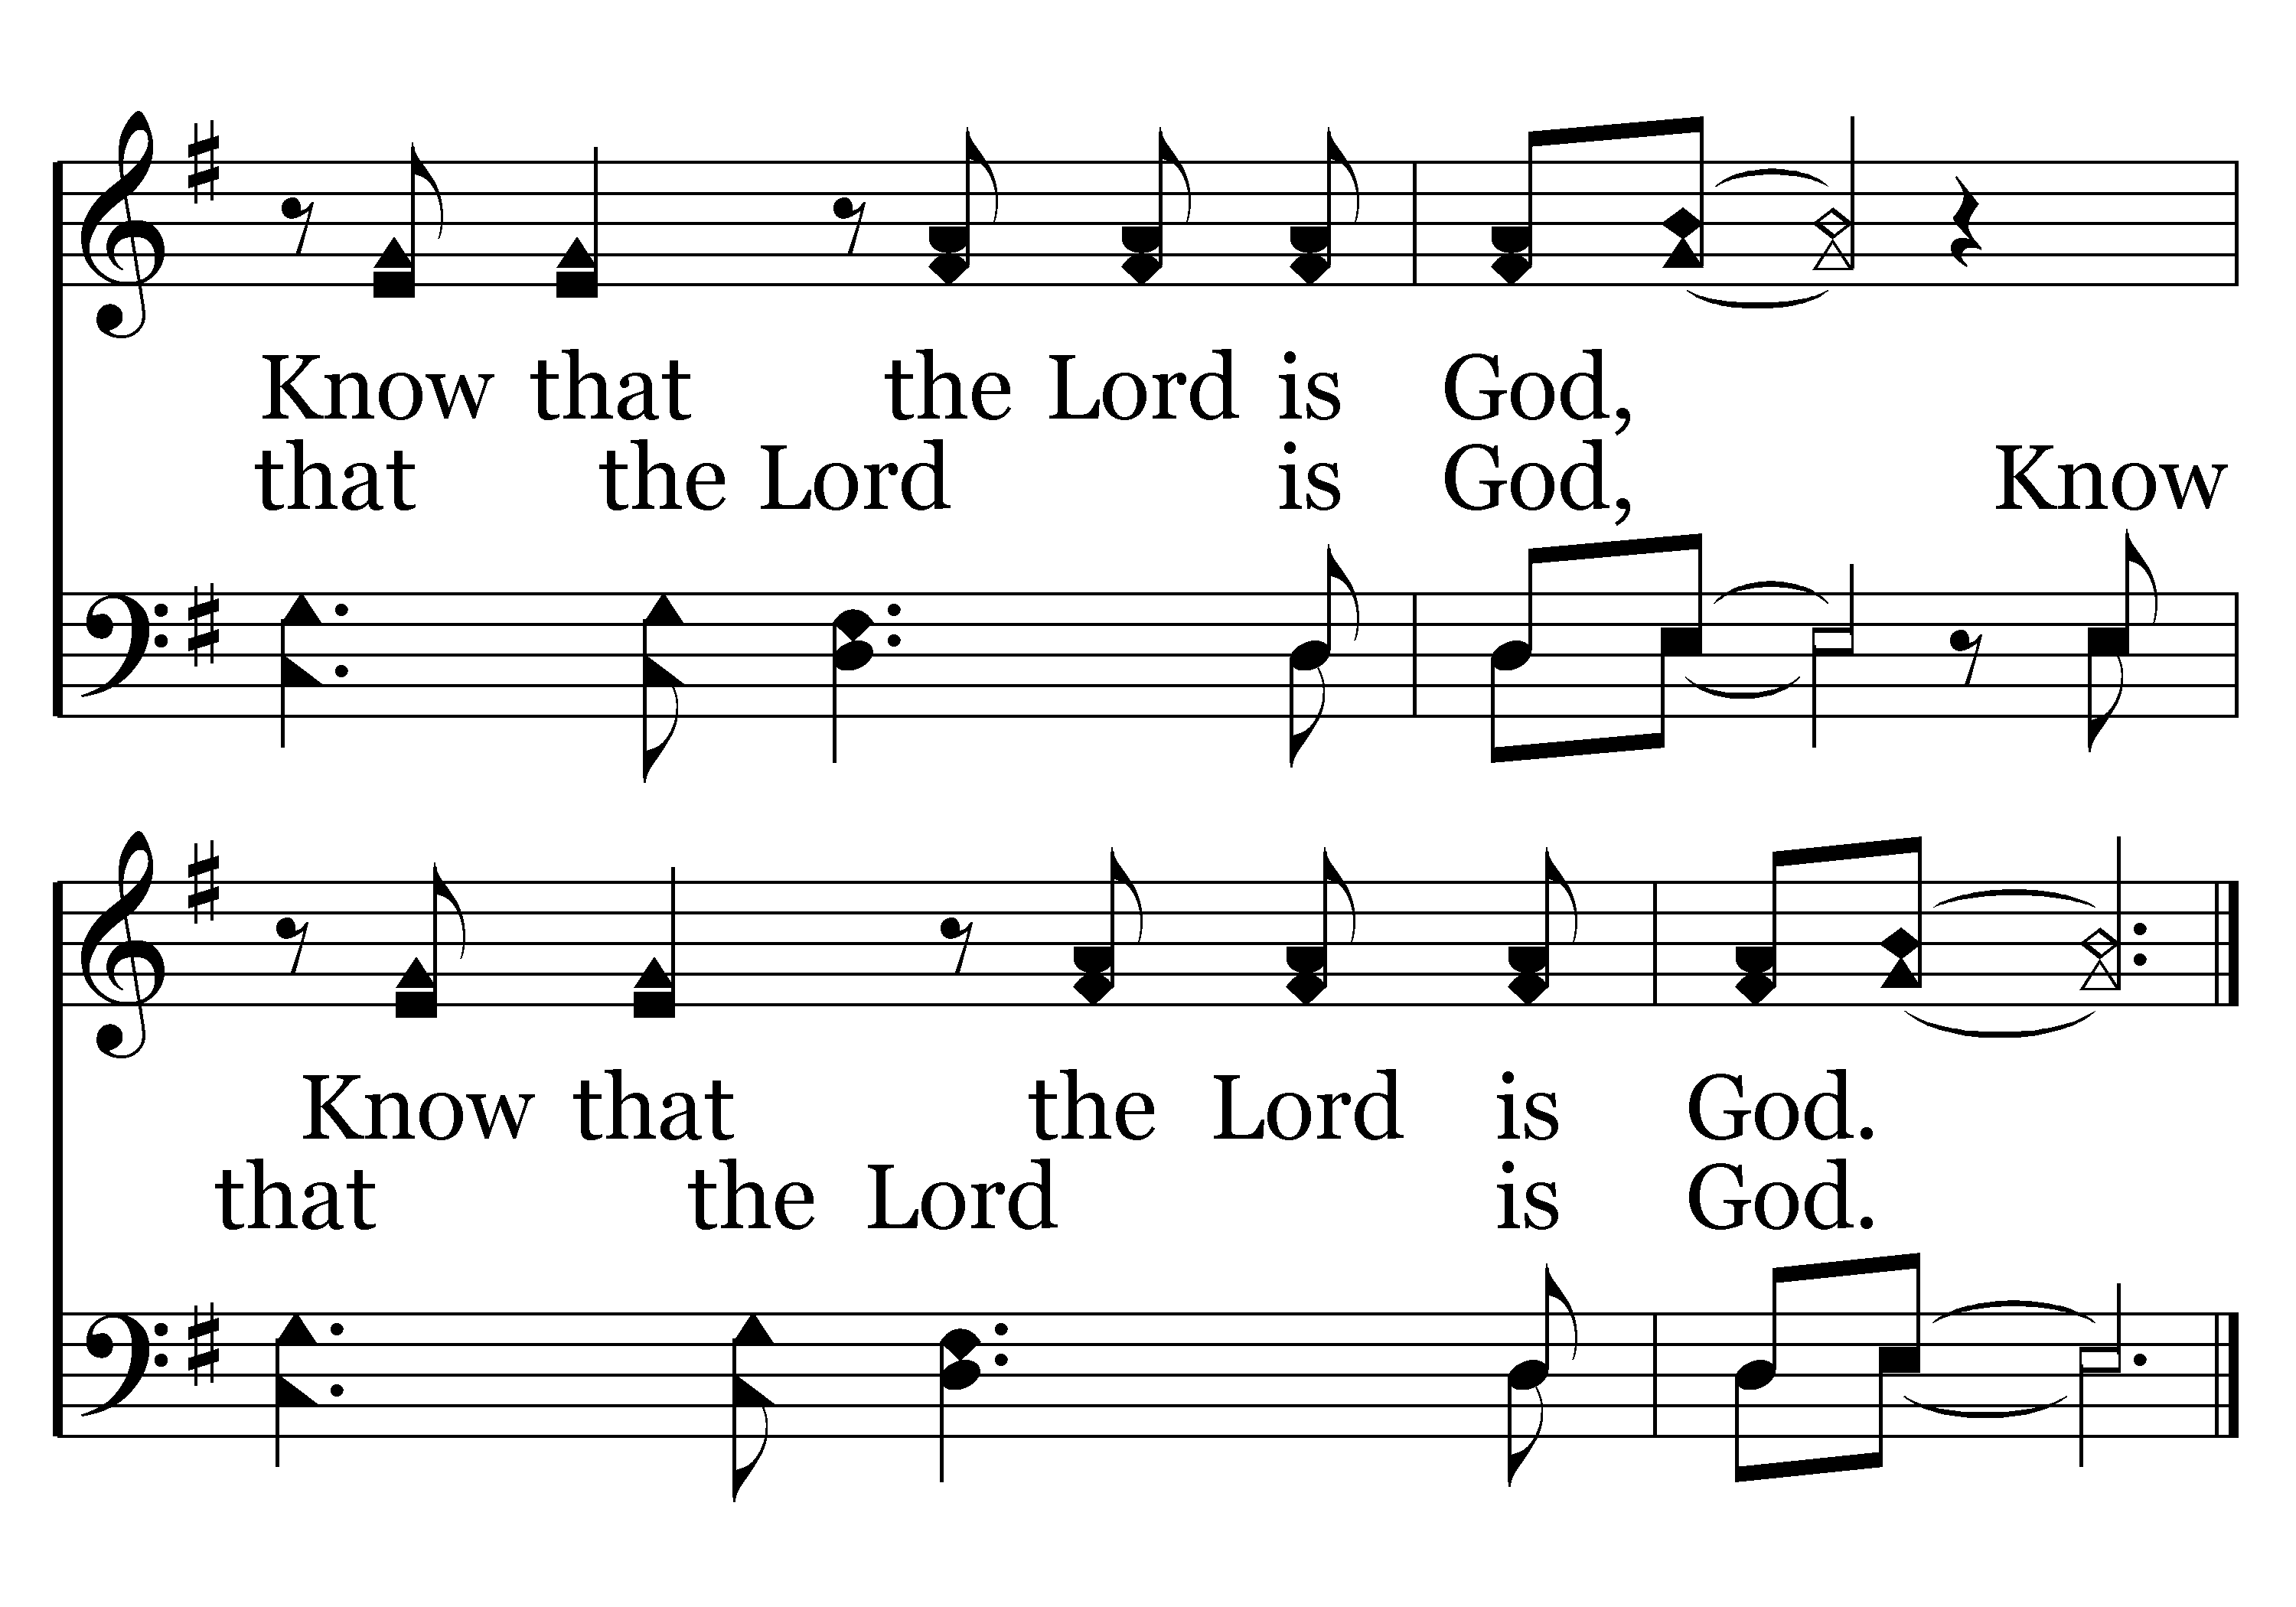 Know that the Lord is God,
that the Lord is God, Know
Know that the Lord is God.
that the Lord is God.